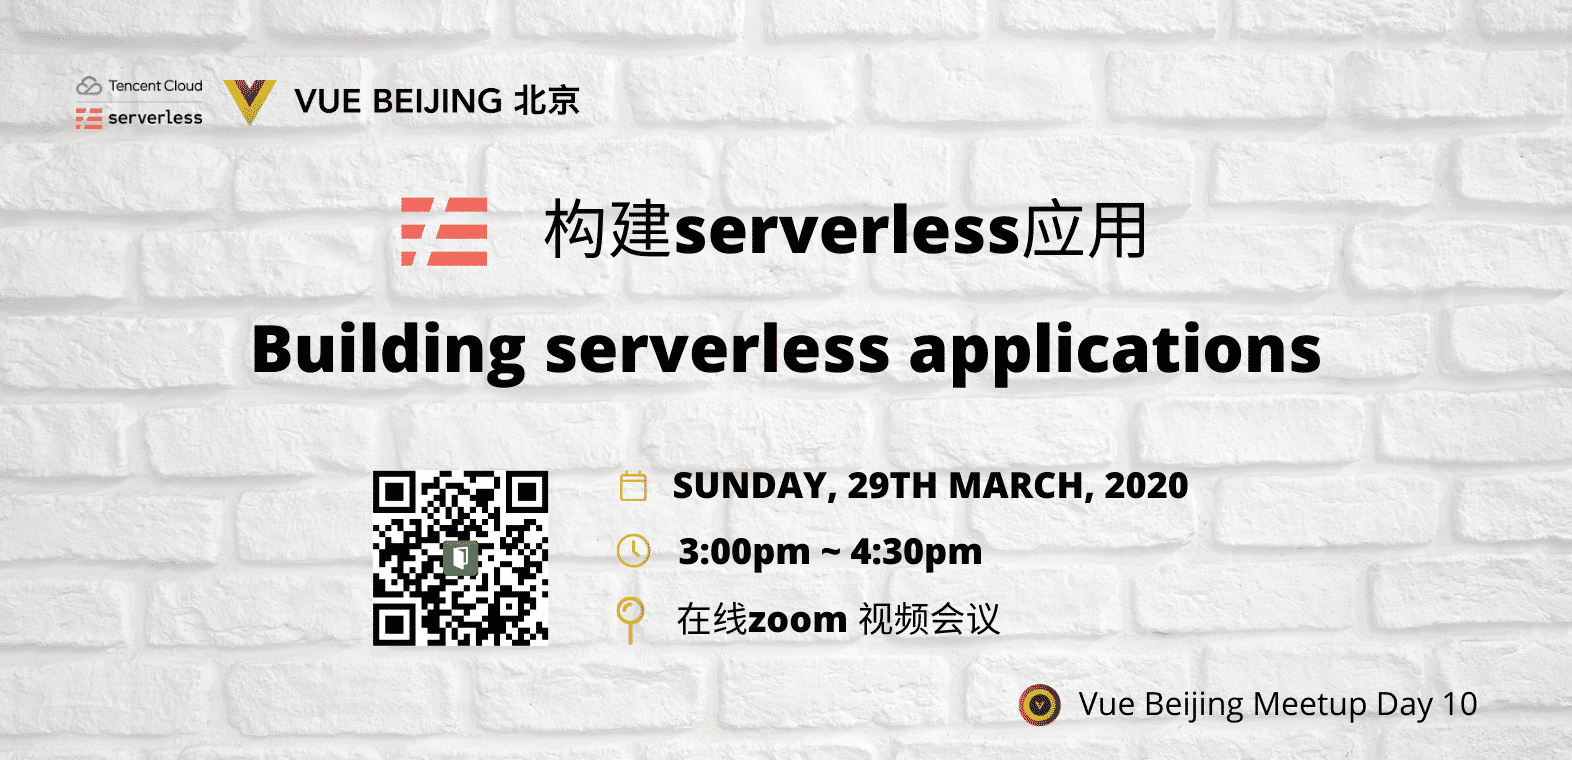 Tencent Cloud
serverless
VUE BEIJING 北京
构建serverless应用
Building serverless applications
SUNDAY, 29TH MARCH, 2020
3:00pm ~ 4:30pm
在线zoom 视频会议
Vue Beijing Meetup Day 10